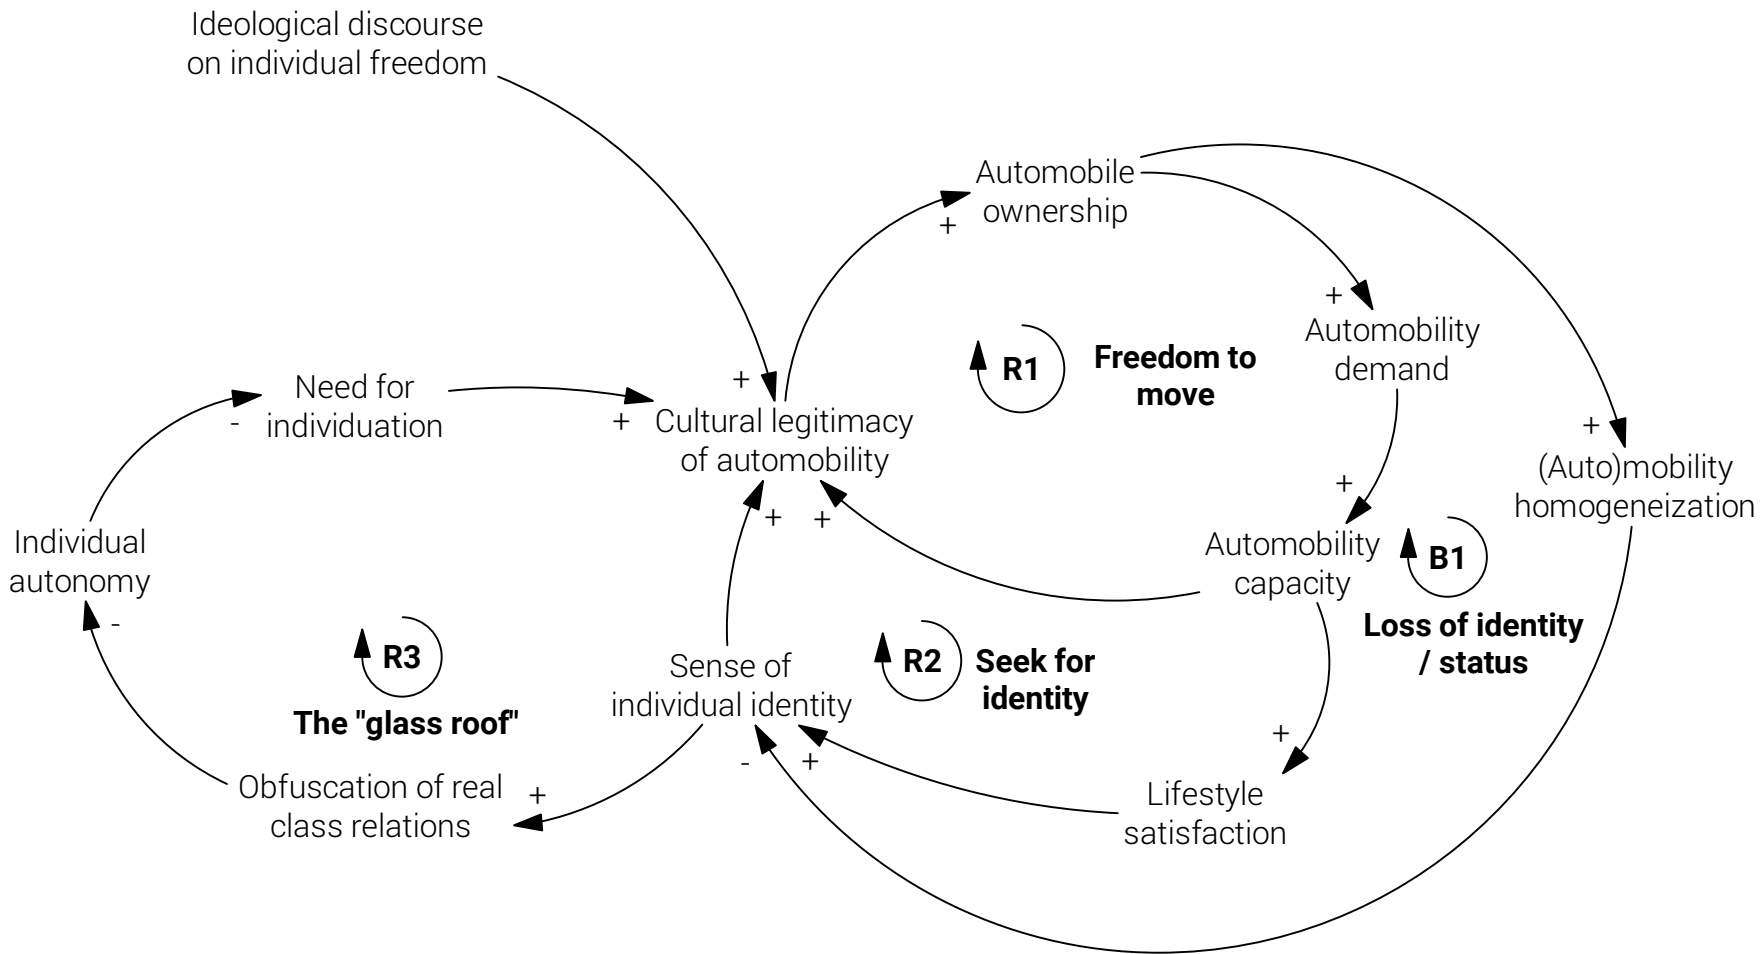 Ideological discourse
on individual freedom
Automobile
ownership
+
+
Automobility
demand
R1
Freedom to
move
+
Need for
individuation
-
+
Cultural legitimacy
of automobility
+
(Auto)mobility
homogeneization
+
+
+
Individual
autonomy
-
Automobility
capacity
B1
Loss of identity
/ status
R3
The "glass roof"
Sense of
individual identity
R2
Seek for
identity
+
-
+
Obfuscation of real
class relations
+
Lifestyle
satisfaction